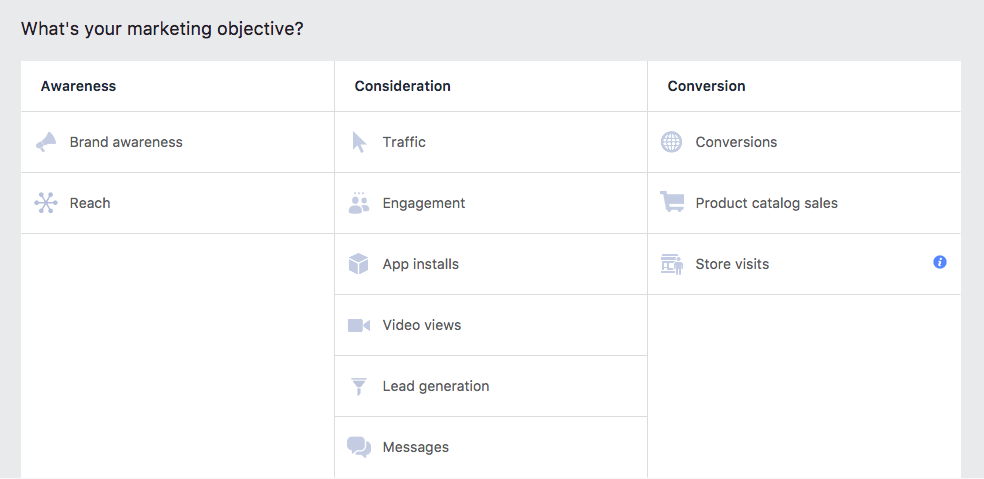 What's your marketing objective?
Awareness
Consideration
Conversion
Brand awareness
Traffic
Conversions
Reach
Engagement
Product catalog sales
App installs
Store visits
i
Video views
Lead generation
Messages